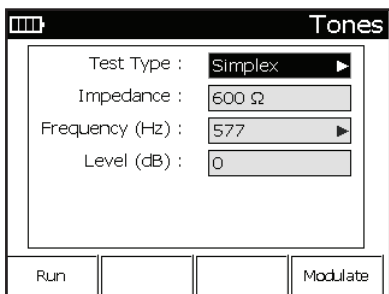 Tones
Test Type : Simplex
Impedance : 600 Ω
Frequency (Hz) : 577
Level (dB) : 0
Run Modulate